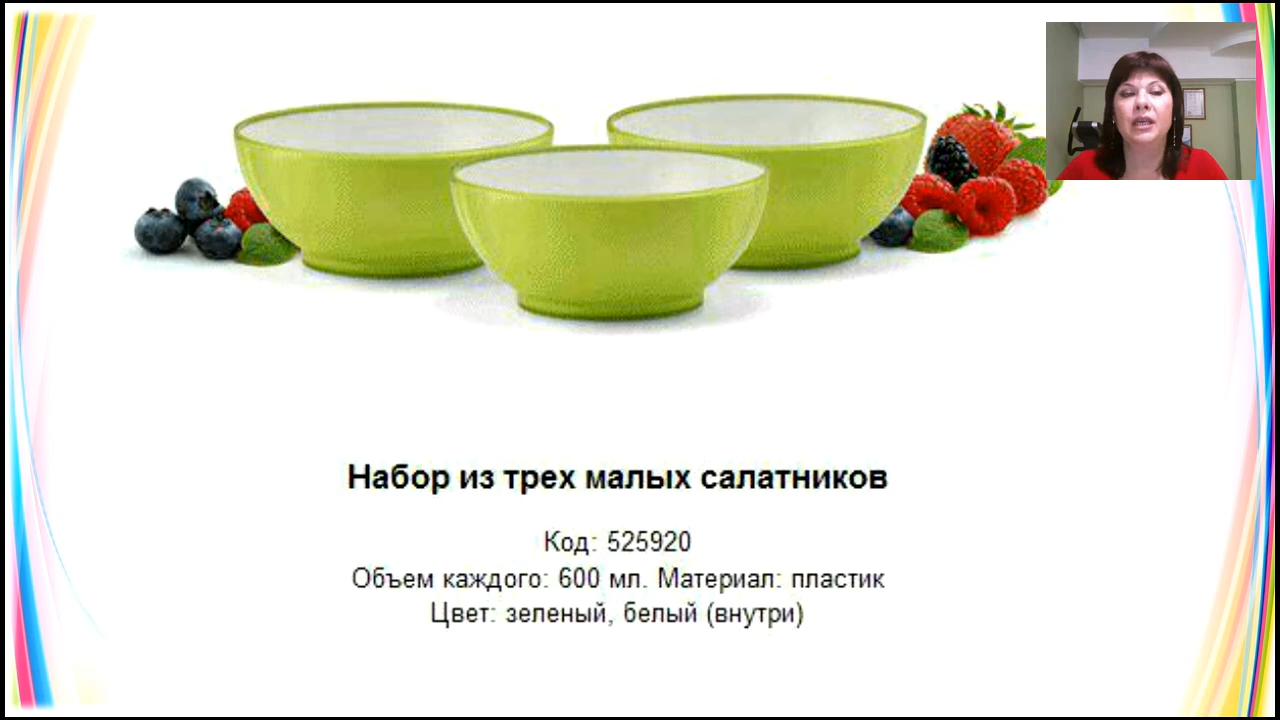 Набор из трех малых салатников
Код: 525920
Объем каждого: 600 мл. Материал: пластик
Цвет: зеленый, белый (внутри)